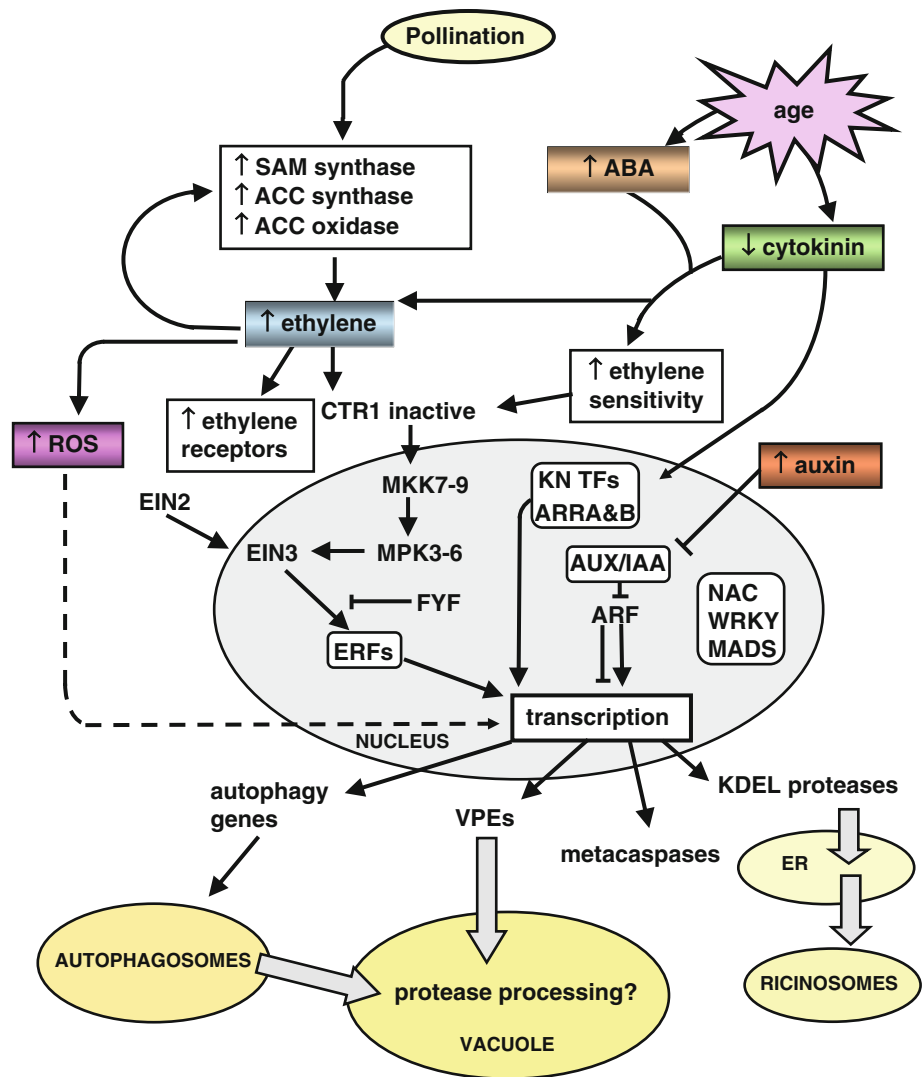 Pollination
age
↑ SAM synthase
↑ ACC synthase
↑ ACC oxidase
↑ ABA
↓ cytokinin
↑ ethylene
↑ ethylene
sensitivity
↑ ethylene
receptors
CTR1 inactive
↑ ROS
↑ auxin
MKK7-9
KN TFs
ARRA&B
EIN2
EIN3
MPK3-6
AUX/IAA
FYF
ARF
NAC
WRKY
MADS
ERFs
transcription
NUCLEUS
autophagy
genes
VPEs
metacaspases
KDEL proteases
ER
AUTOPHAGOSOMES
protease processing?
VACUOLE
RICINOSOMES